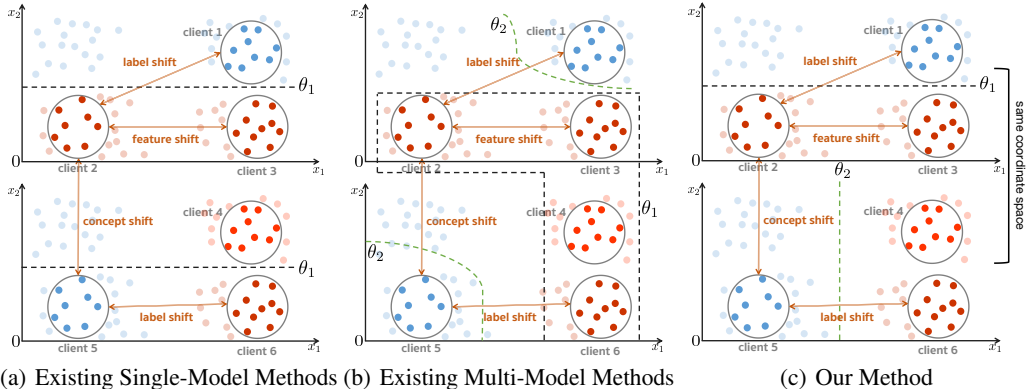 x₂
client 1
label shift
θ₁
feature shift
0
client 2
client 3
x₁
x₂
client 4
concept shift
θ₁
label shift
0
client 5
client 6
x₁
(a) Existing Single-Model Methods
x₂
θ₂
client 1
label shift
feature shift
0
client 2
client 3
x₁
x₂
client 4
θ₁
concept shift
θ₂
label shift
0
client 5
client 6
x₁
(b) Existing Multi-Model Methods
x₂
client 1
label shift
θ₁
feature shift
0
client 2
client 3
x₁
θ₂
x₂
client 4
concept shift
label shift
0
client 5
client 6
x₁
same coordinate space
(c) Our Method